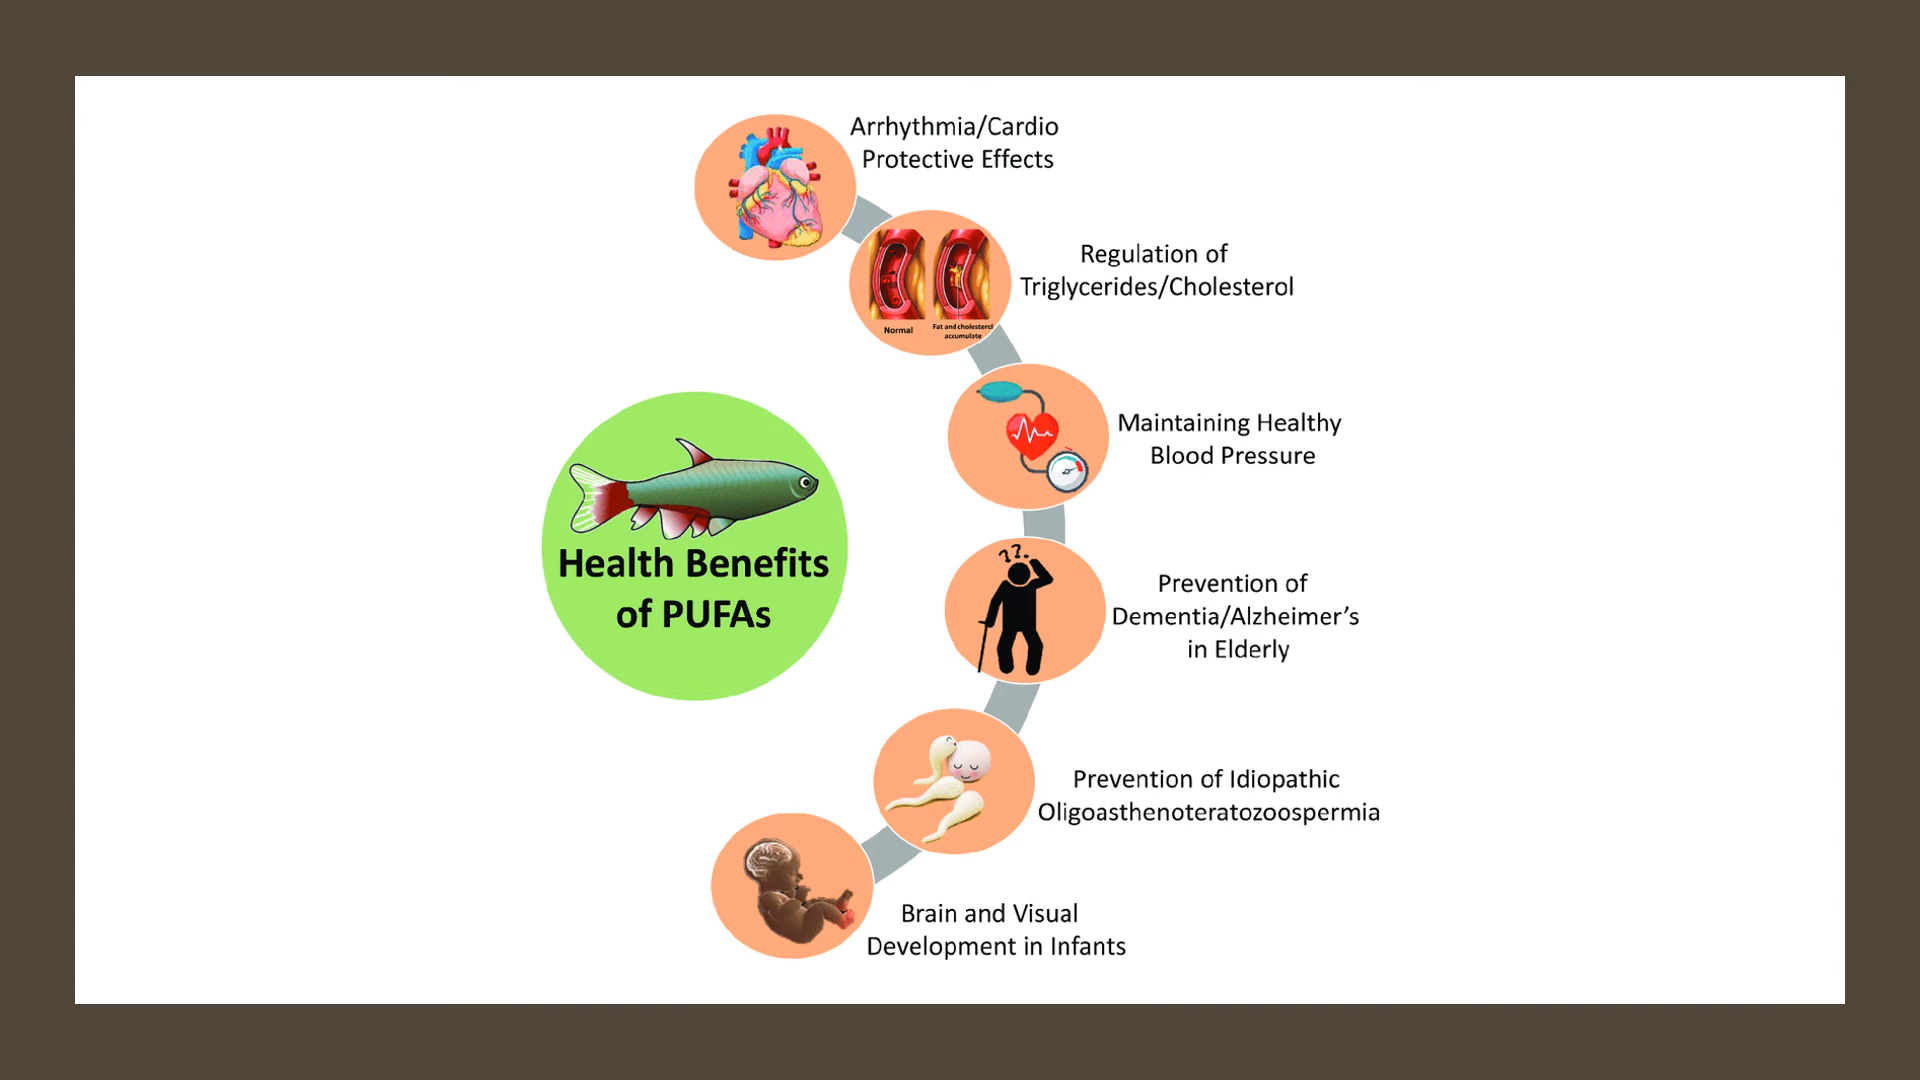 Arrhythmia/Cardio
Protective Effects
Normal
Fat and cholesterol
accumulate
Regulation of
Triglycerides/Cholesterol
Maintaining Healthy
Blood Pressure
Health Benefits
of PUFAs
??.
Prevention of
Dementia/Alzheimer’s
in Elderly
Prevention of Idiopathic
Oligoasthenoteratozoospermia
Brain and Visual
Development in Infants